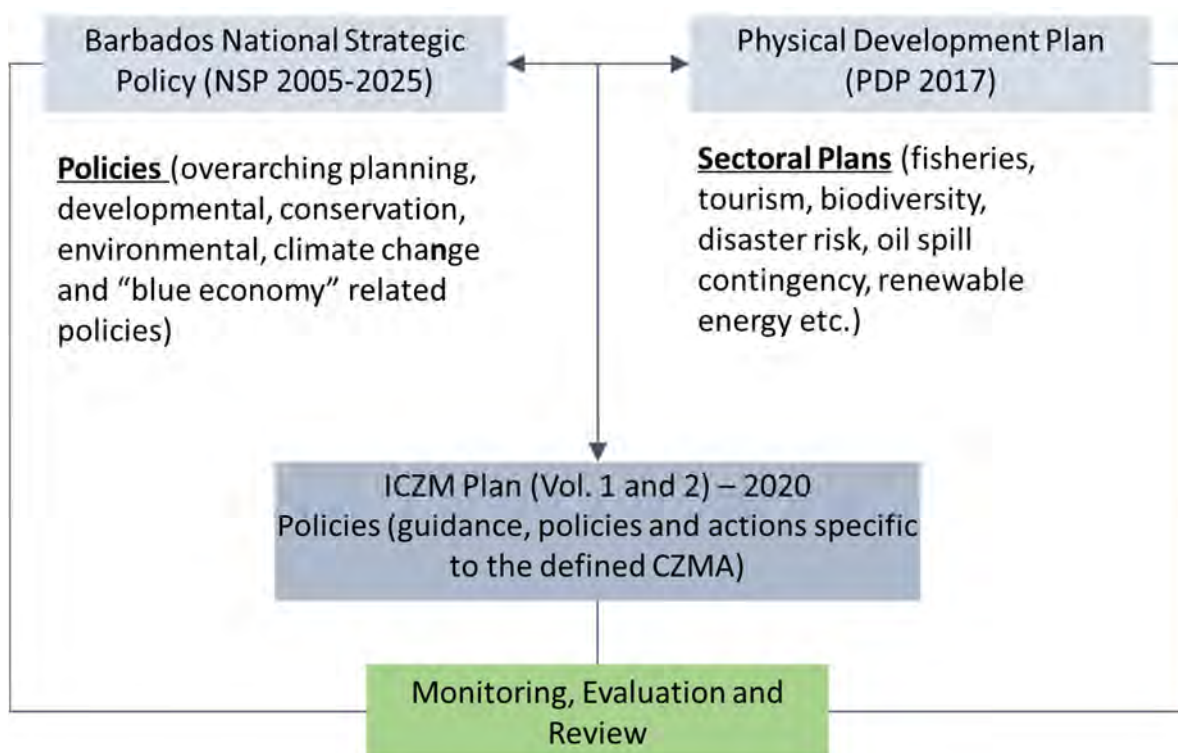 Barbados National Strategic
Policy (NSP 2005-2025)
Physical Development Plan
(PDP 2017)
Policies (overarching planning,
developmental, conservation,
environmental, climate change
and “blue economy” related
policies)
Sectoral Plans (fisheries,
tourism, biodiversity,
disaster risk, oil spill
contingency, renewable
energy etc.)
ICZM Plan (Vol. 1 and 2) – 2020
Policies (guidance, policies and actions specific
to the defined CZMA)
Monitoring, Evaluation and
Review